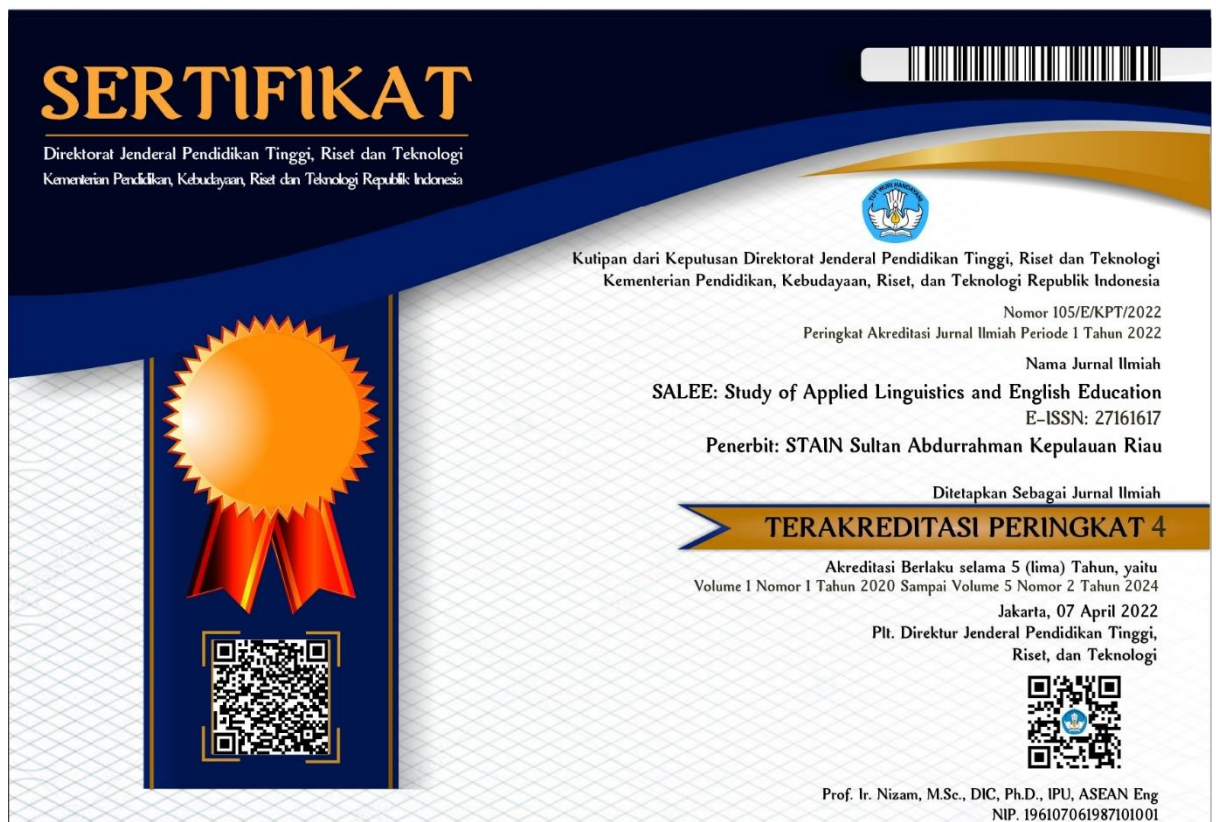 SERTIFIKAT
Direktorat Jenderal Pendidikan Tinggi, Riset dan Teknologi
Kementerian Pendidikan, Kebudayaan, Riset dan Teknologi Republik Indonesia
TUT WURI HANDAYANI
Kutipan dari Keputusan Direktorat Jenderal Pendidikan Tinggi, Riset dan Teknologi
Kementerian Pendidikan, Kebudayaan, Riset, dan Teknologi Republik Indonesia
Nomor 105/E/KPT/2022
Peringkat Akreditasi Jurnal Ilmiah Periode 1 Tahun 2022
Nama Jurnal Ilmiah
SALEE: Study of Applied Linguistics and English Education
E-ISSN: 27161617
Penerbit: STAIN Sultan Abdurrahman Kepulauan Riau
Ditetapkan Sebagai Jurnal Ilmiah
TERAKREDITASI PERINGKAT 4
Akreditasi Berlaku selama 5 (lima) Tahun, yaitu
Volume 1 Nomor 1 Tahun 2020 Sampai Volume 5 Nomor 2 Tahun 2024
Jakarta, 07 April 2022
Plt. Direktur Jenderal Pendidikan Tinggi,
Riset, dan Teknologi
Prof. Ir. Nizam, M.Sc., DIC, Ph.D., IPU, ASEAN Eng
NIP. 196107061987101001